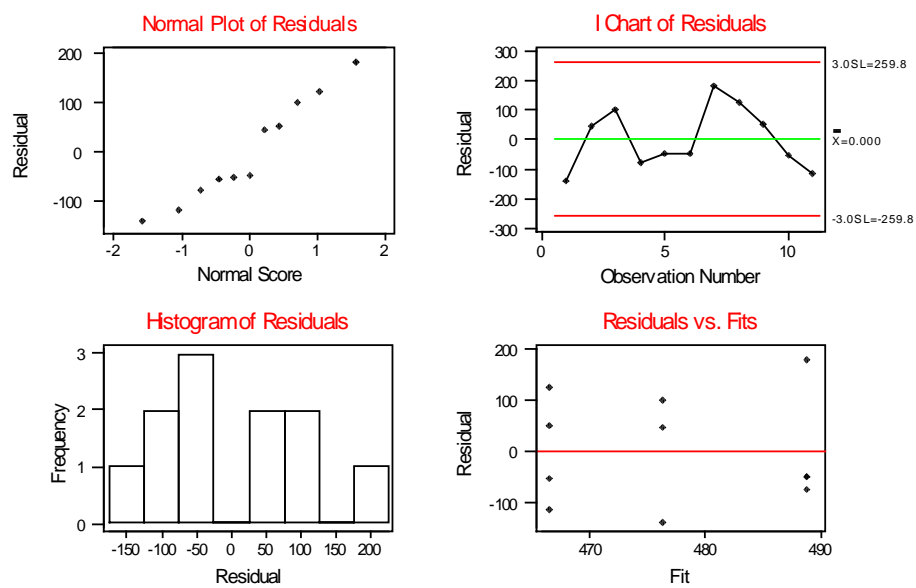 Normal Plot of Residuals
Residual
200
100
0
-100
-2 -1 0 1 2
Normal Score
I Chart of Residuals
Residual
300
200
100
0
-100
-200
-300
3.0SL=259.8
X=0.000
-3.0SL=-259.8
0 5 10
Observation Number
Histogram of Residuals
Frequency
3
2
1
0
-150 -100 -50 0 50 100 150 200
Residual
Residuals vs. Fits
Residual
200
100
0
-100
470 480 490
Fit